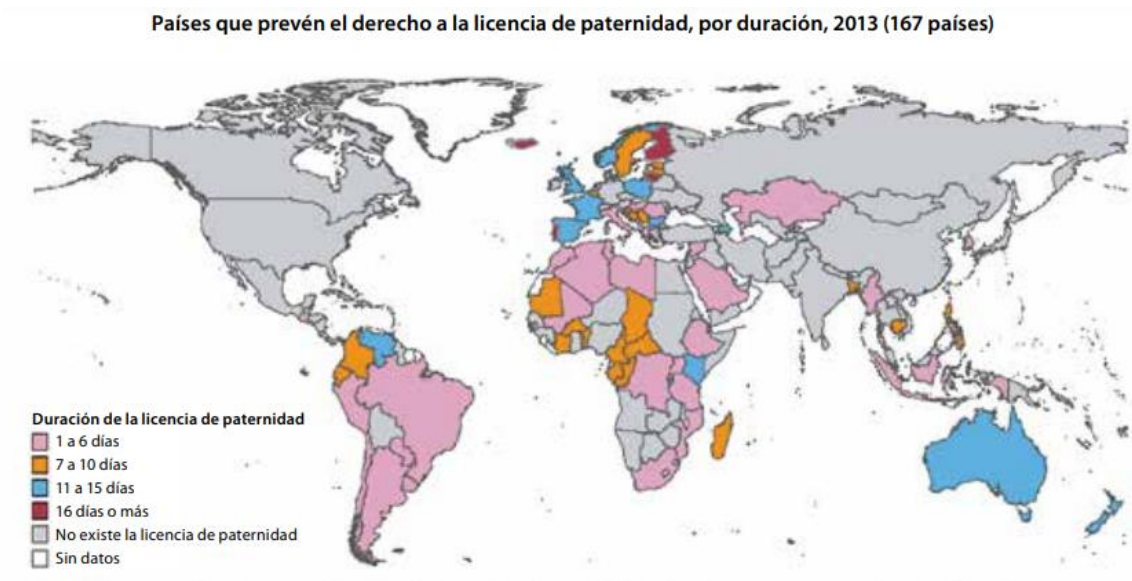 Países que prevén el derecho a la licencia de paternidad, por duración, 2013 (167 países)
Duración de la licencia de paternidad
1 a 6 días
7 a 10 días
11 a 15 días
16 días o más
No existe la licencia de paternidad
Sin datos